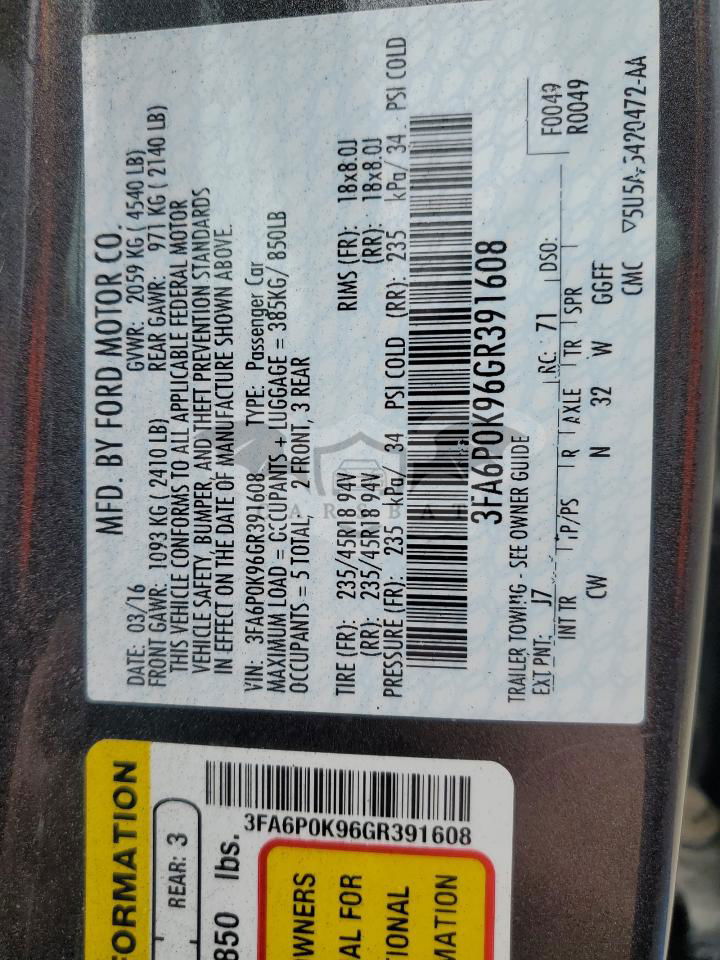 MFD. BY FORD MOTOR CO.
DATE: 03/16 GVWR: 2059 KG ( 4540 LB)
FRONT GAWR: 1093 KG ( 2410 LB) REAR GAWR: 971 KG ( 2140 LB)
THIS VEHICLE CONFORMS TO ALL APPLICABLE FEDERAL MOTOR
VEHICLE SAFETY, BUMPER, AND THEFT PREVENTION STANDARDS
IN EFFECT ON THE DATE OF MANUFACTURE SHOWN ABOVE.
VIN: 3FA6P0K96GR391608 TYPE: Passenger Car
MAXIMUM LOAD = OCCUPANTS + LUGGAGE = 385KG/ 850LB
OCCUPANTS = 5 TOTAL, 2 FRONT, 3 REAR
TIRE (FR): 235/45R18 94V RIMS (FR): 18x8.0J
(RR): 235/45R18 94V (RR): 18x8.0J
PRESSURE (FR): 235 kPa/ 34 PSI COLD (RR): 235 kPa/ 34 PSI COLD
3FA6P0K96GR391608
TRAILER TOWING - SEE OWNER GUIDE
F0049
R0049
EXT PNT: J7 RC: 71 DSO:
INT TR TP/PS R AXLE TR SPR
CW N 32 W GGFF
CMC ▽5U5A-5420472-AA
CARSBAT
FORMATION
REAR: 3
850 lbs.
3FA6P0K96GR391608
OWNERS
AL FOR
TIONAL
MATION